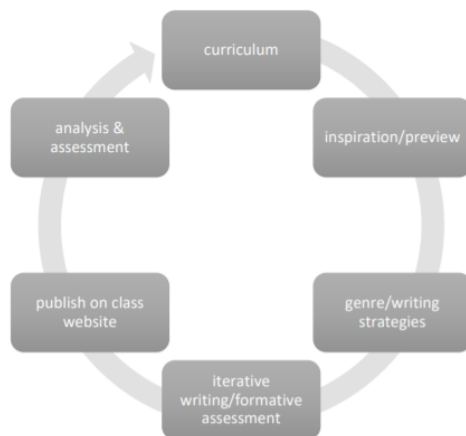 curriculum
inspiration/preview
genre/writing
strategies
iterative
writing/formative
assessment
publish on class
website
analysis &
assessment